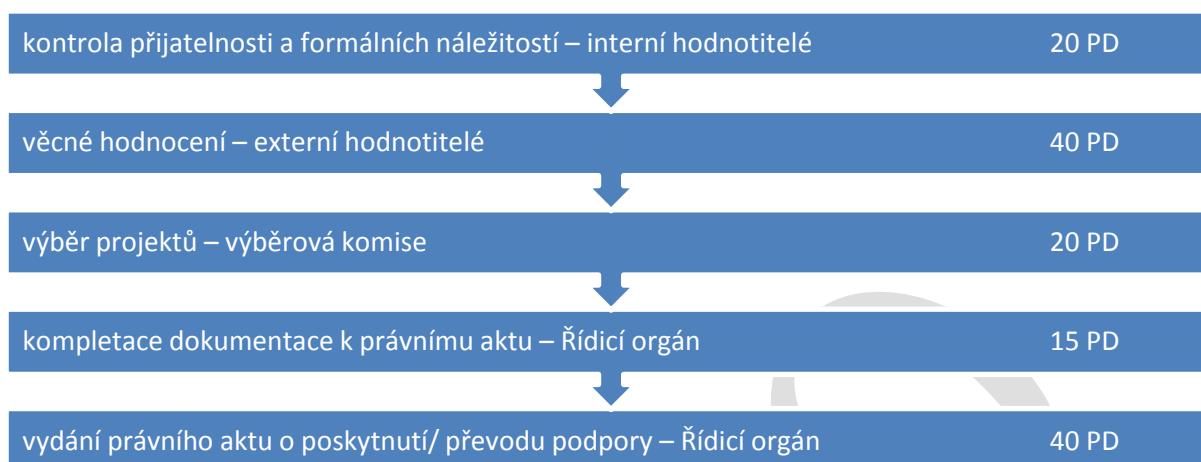 kontrola přijatelnosti a formálních náležitostí – interní hodnotitelé 20 PD
věcné hodnocení – externí hodnotitelé 40 PD
výběr projektů – výběrová komise 20 PD
kompletace dokumentace k právnímu aktu – Řídicí orgán 15 PD
vydání právního aktu o poskytnutí/ převodu podpory – Řídicí orgán 40 PD